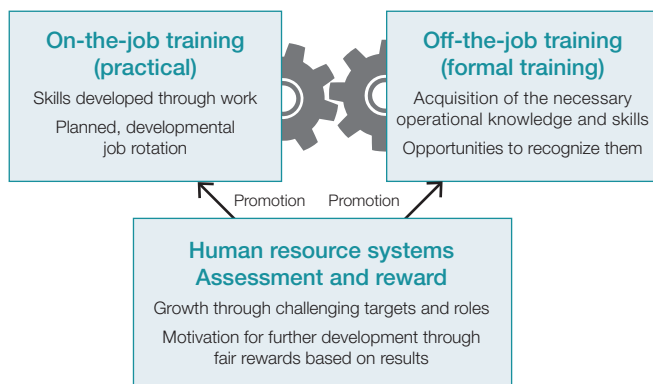 On-the-job training
(practical)
Skills developed through work
Planned, developmental
job rotation
Off-the-job training
(formal training)
Acquisition of the necessary
operational knowledge and skills
Opportunities to recognize them
Promotion
Promotion
Human resource systems
Assessment and reward
Growth through challenging targets and roles
Motivation for further development through
fair rewards based on results